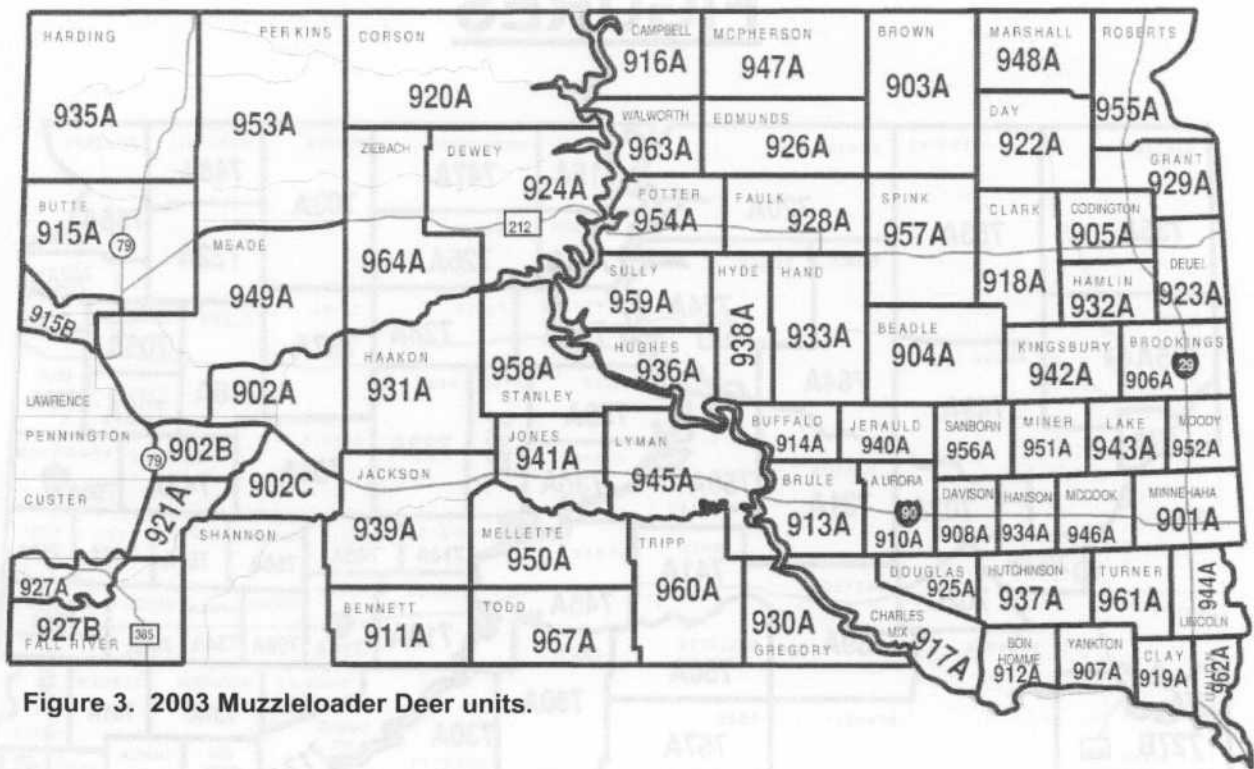 HARDING
935A
PERKINS
953A
CORSON
920A
CAMPBELL
916A
MCPHERSON
947A
BROWN
903A
MARSHALL
948A
ROBERTS
955A
WALWORTH
963A
EDMUNDS
926A
DAY
922A
GRANT
929A
ZIEBACH
964A
DEWEY
924A
212
POTTER
954A
FAULK
928A
SPINK
957A
CLARK
918A
CODINGTON
905A
HAMLIN
932A
DEUEL
923A
BUTTE
915A
79
915B
MEADE
949A
SULLY
959A
HYDE
938A
HAND
933A
BEADLE
904A
KINGSBURY
942A
BROOKINGS
906A
29
HAAKON
931A
958A
STANLEY
HUGHES
936A
LAWRENCE
902A
PENNINGTON
79
902B
902C
CUSTER
921A
JONES
941A
LYMAN
945A
BUFFALO
914A
JERAULD
940A
SANBORN
956A
MINER
951A
LAKE
943A
MOODY
952A
JACKSON
939A
BRULE
913A
AURORA
90
910A
DAVISON
908A
HANSON
934A
MCCOOK
946A
MINNEHAHA
901A
SHANNON
MELLETTE
950A
TRIPP
960A
927A
927B
FALL RIVER
385
BENNETT
911A
TODD
967A
930A
GREGORY
CHARLES
MIX
917A
DOUGLAS
925A
HUTCHINSON
937A
TURNER
961A
944A
LINCOLN
BON
HOMME
912A
YANKTON
907A
CLAY
919A
UNION
962A
Figure 3. 2003 Muzzleloader Deer units.